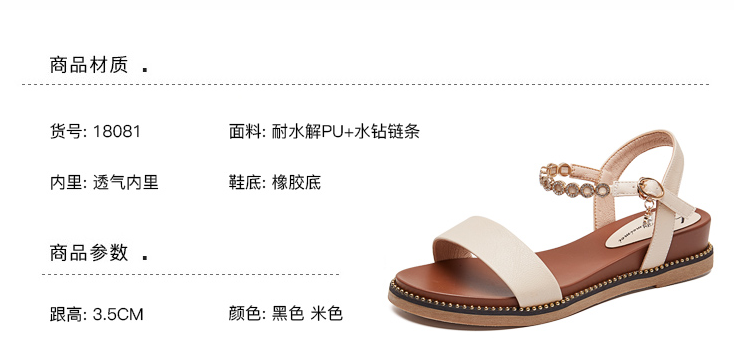 商品材质 .
货号: 18081 面料: 耐水解PU+水钻链条
内里: 透气内里 鞋底: 橡胶底
商品参数 .
跟高: 3.5CM 颜色: 黑色 米色